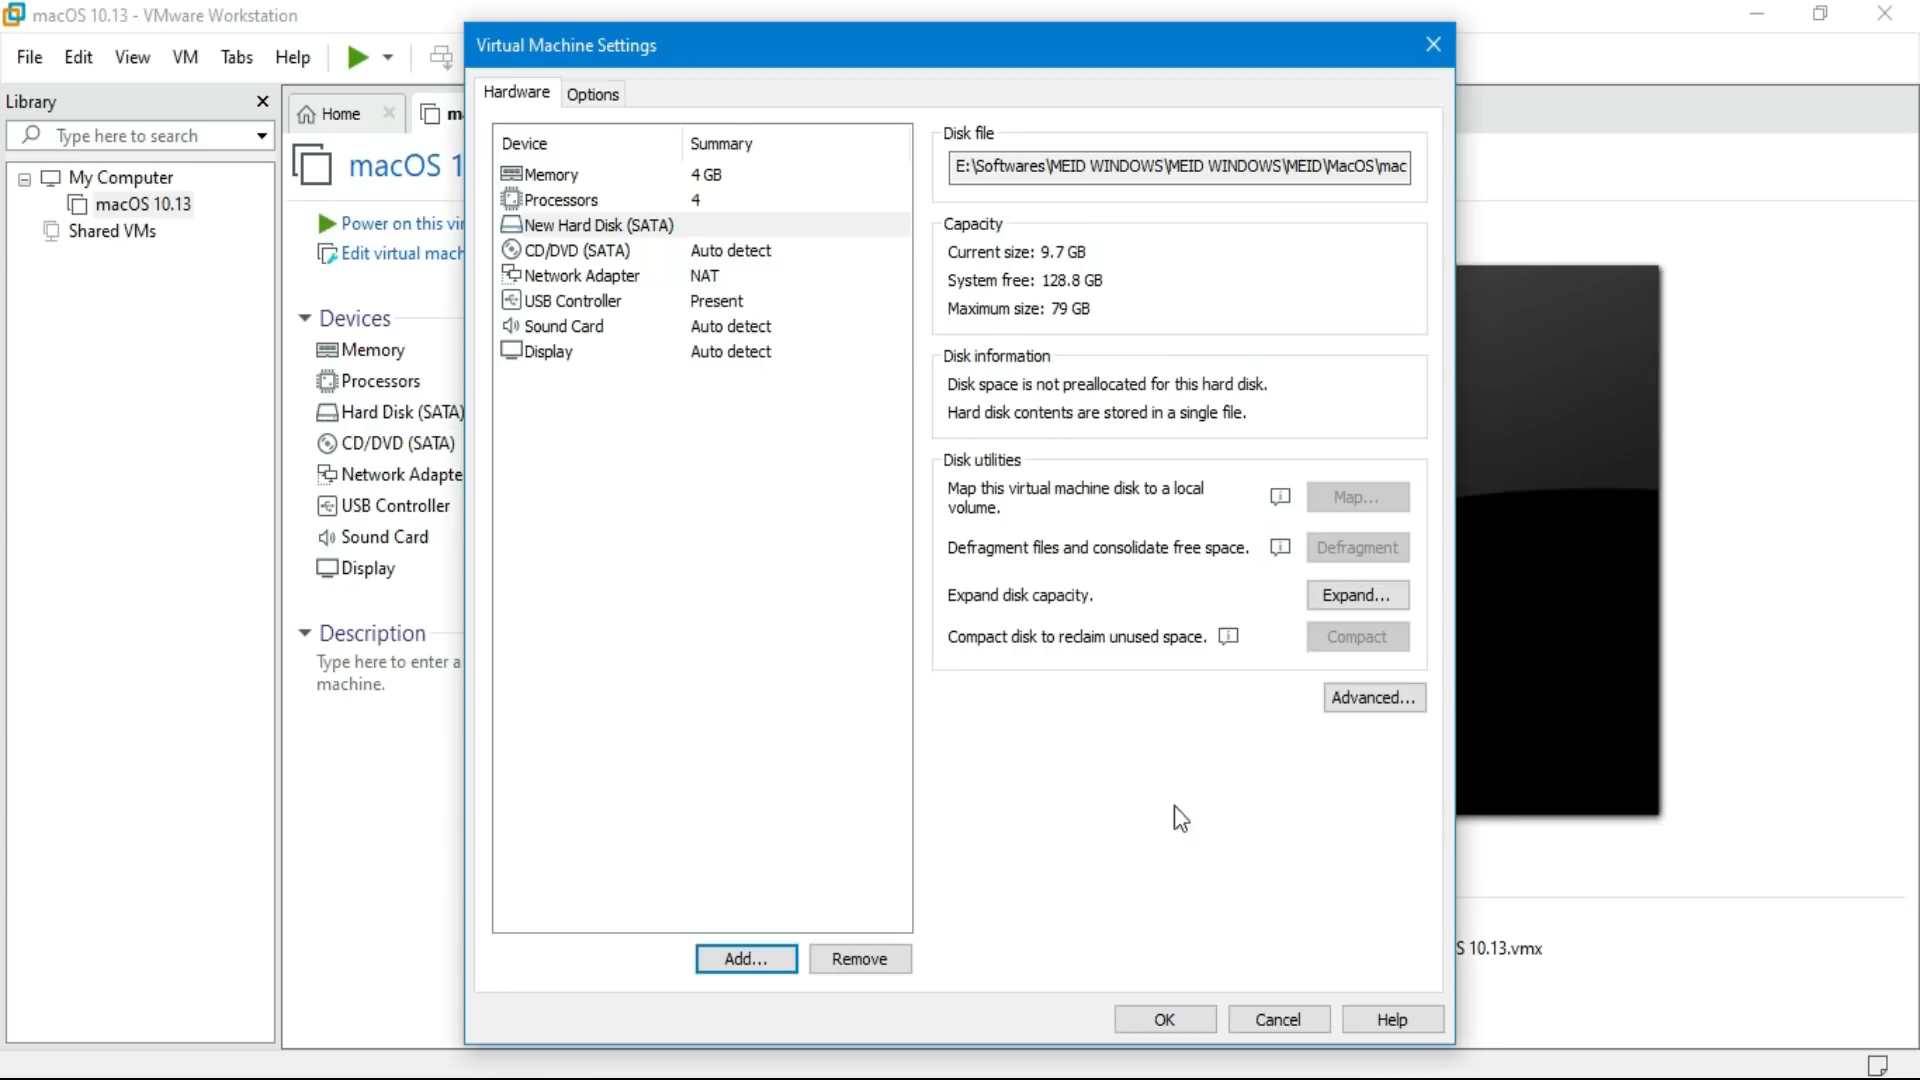 macOS 10.13 - VMware Workstation
File Edit View VM Tabs Help
Library
Type here to search
My Computer
macOS 10.13
Shared VMs
Home
macOS 1
Power on this vi
Edit virtual mach
Devices
Memory
Processors
Hard Disk (SATA)
CD/DVD (SATA)
Network Adapte
USB Controller
Sound Card
Display
Description
Type here to enter a
machine.
Virtual Machine Settings
Hardware Options
Device Summary
Memory 4 GB
Processors 4
New Hard Disk (SATA)
CD/DVD (SATA) Auto detect
Network Adapter NAT
USB Controller Present
Sound Card Auto detect
Display Auto detect
Add... Remove
Disk file
E:\Softwares\MEID WINDOWS\MEID WINDOWS\MEID\MacOS\mac
Capacity
Current size: 9.7 GB
System free: 128.8 GB
Maximum size: 79 GB
Disk information
Disk space is not preallocated for this hard disk.
Hard disk contents are stored in a single file.
Disk utilities
Map this virtual machine disk to a local
volume.
Map...
Defragment files and consolidate free space. Defragment
Expand disk capacity. Expand...
Compact disk to reclaim unused space. Compact
Advanced...
OK Cancel Help
S 10.13.vmx